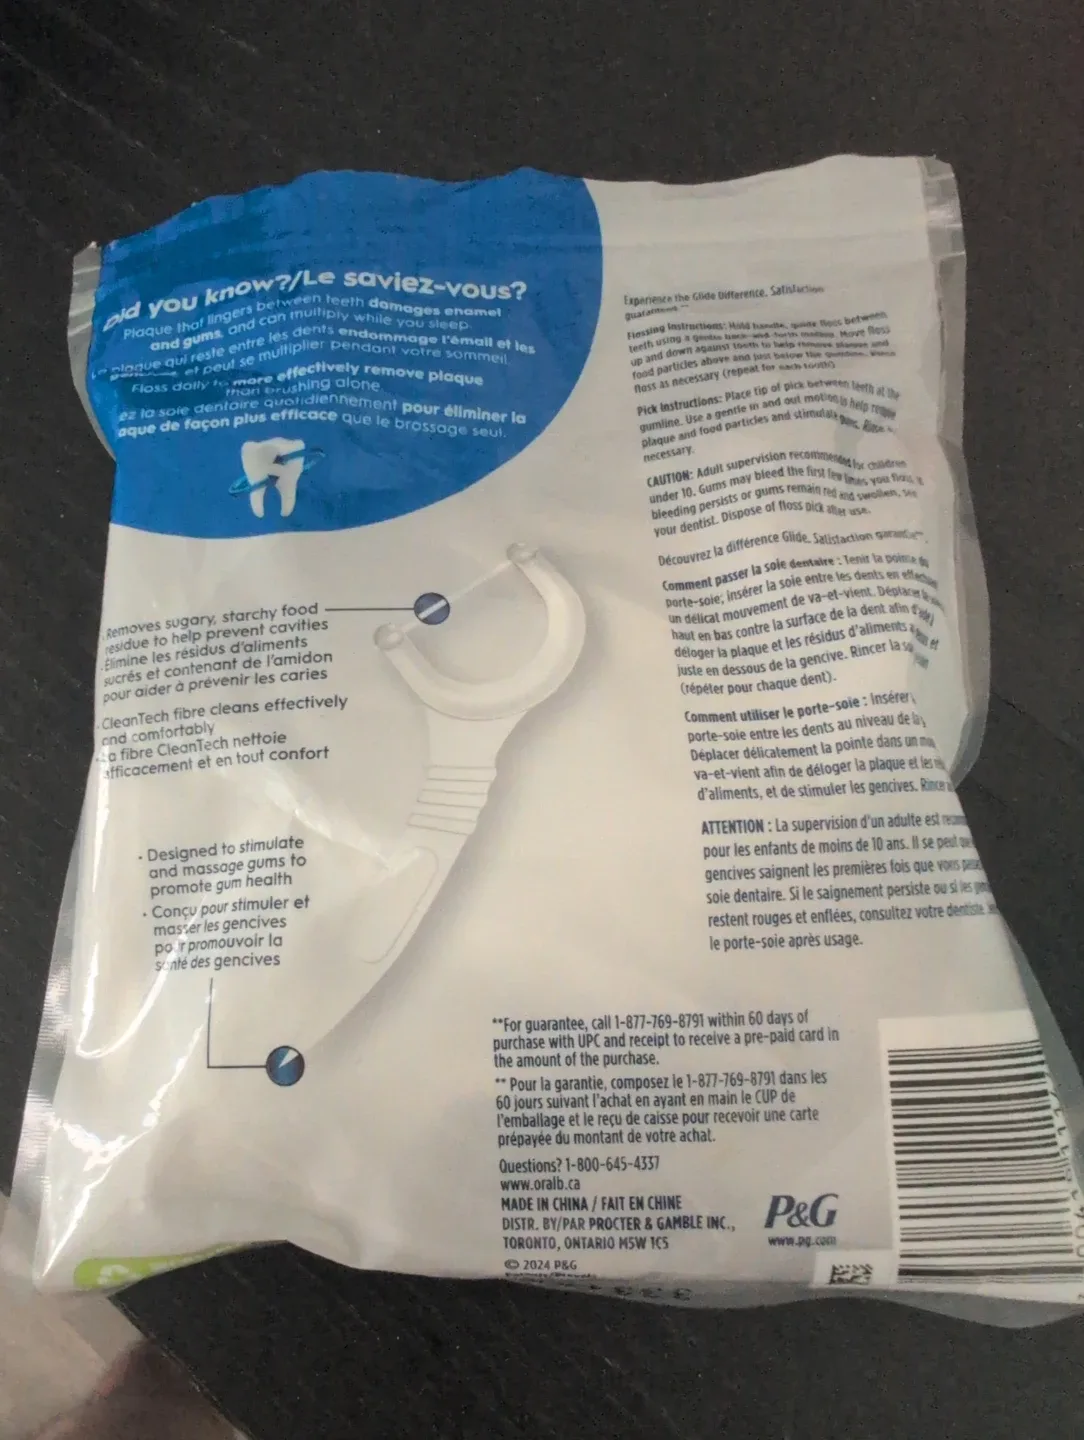 Did you know?/Le saviez-vous?
Plaque that lingers between teeth damages enamel
and gums, and can multiply while you sleep.
plaque qui reste entre les dents endommage l'émail et les
et peut se multiplier pendant votre sommeil.
Floss daily to more effectively remove plaque
than brushing alone.
ez la soie dentaire quotidiennement pour éliminer la
aque de façon plus efficace que le brossage seul.
Removes sugary, starchy food
residue to help prevent cavities
Élimine les résidus d'aliments
sucrés et contenant de l'amidon
pour aider à prévenir les caries
CleanTech fibre cleans effectively
and comfortably
La fibre CleanTech nettoie
efficacement et en tout confort
• Designed to stimulate
and massage gums to
promote gum health
• Conçu pour stimuler et
masser les gencives
pour promouvoir la
santé des gencives
Experience the Glide Difference. Satisfaction
guaranteed.**
Flossing Instructions: Hold handle, guide floss between
teeth using a gentle back-and-forth motion. Move floss
up and down against tooth to help remove plaque and
food particles above and just below the gumline. Rinse
floss as necessary (repeat for each tooth).
Pick Instructions: Place tip of pick between teeth at the
gumline. Use a gentle in and out motion to help remove
plaque and food particles and stimulate gums. Rinse as
necessary.
CAUTION: Adult supervision recommended for children
under 10. Gums may bleed the first few times you floss. If
bleeding persists or gums remain red and swollen, see
your dentist. Dispose of floss pick after use.
Découvrez la différence Glide. Satisfaction garantie**.
Comment passer la soie dentaire : Tenir la pointe du
porte-soie; insérer la soie entre les dents en
un délicat mouvement de va-et-vient. Déplacer
haut en bas contre la surface de la dent afin
déloger la plaque et les résidus d'aliments
juste en dessous de la gencive. Rincer la
(répéter pour chaque dent).
Comment utiliser le porte-soie : Insérer
porte-soie entre les dents au niveau de la
Déplacer délicatement la pointe dans un
va-et-vient afin de déloger la plaque et les
d'aliments, et de stimuler les gencives. Rincer
ATTENTION : La supervision d'un adulte est
pour les enfants de moins de 10 ans. Il se peut
gencives saignent les premières fois que vous
soie dentaire. Si le saignement persiste ou si les
restent rouges et enflées, consultez votre dentiste.
le porte-soie après usage.
**For guarantee, call 1-877-769-8791 within 60 days of
purchase with UPC and receipt to receive a pre-paid card in
the amount of the purchase.
** Pour la garantie, composez le 1-877-769-8791 dans les
60 jours suivant l'achat en ayant en main le CUP de
l'emballage et le reçu de caisse pour recevoir une carte
prépayée du montant de votre achat.
Questions? 1-800-645-4337
www.oralb.ca
MADE IN CHINA / FAIT EN CHINE
DISTR. BY/PAR PROCTER & GAMBLE INC.,
TORONTO, ONTARIO M5W 1C5
© 2024 P&G
P&G
www.pg.com